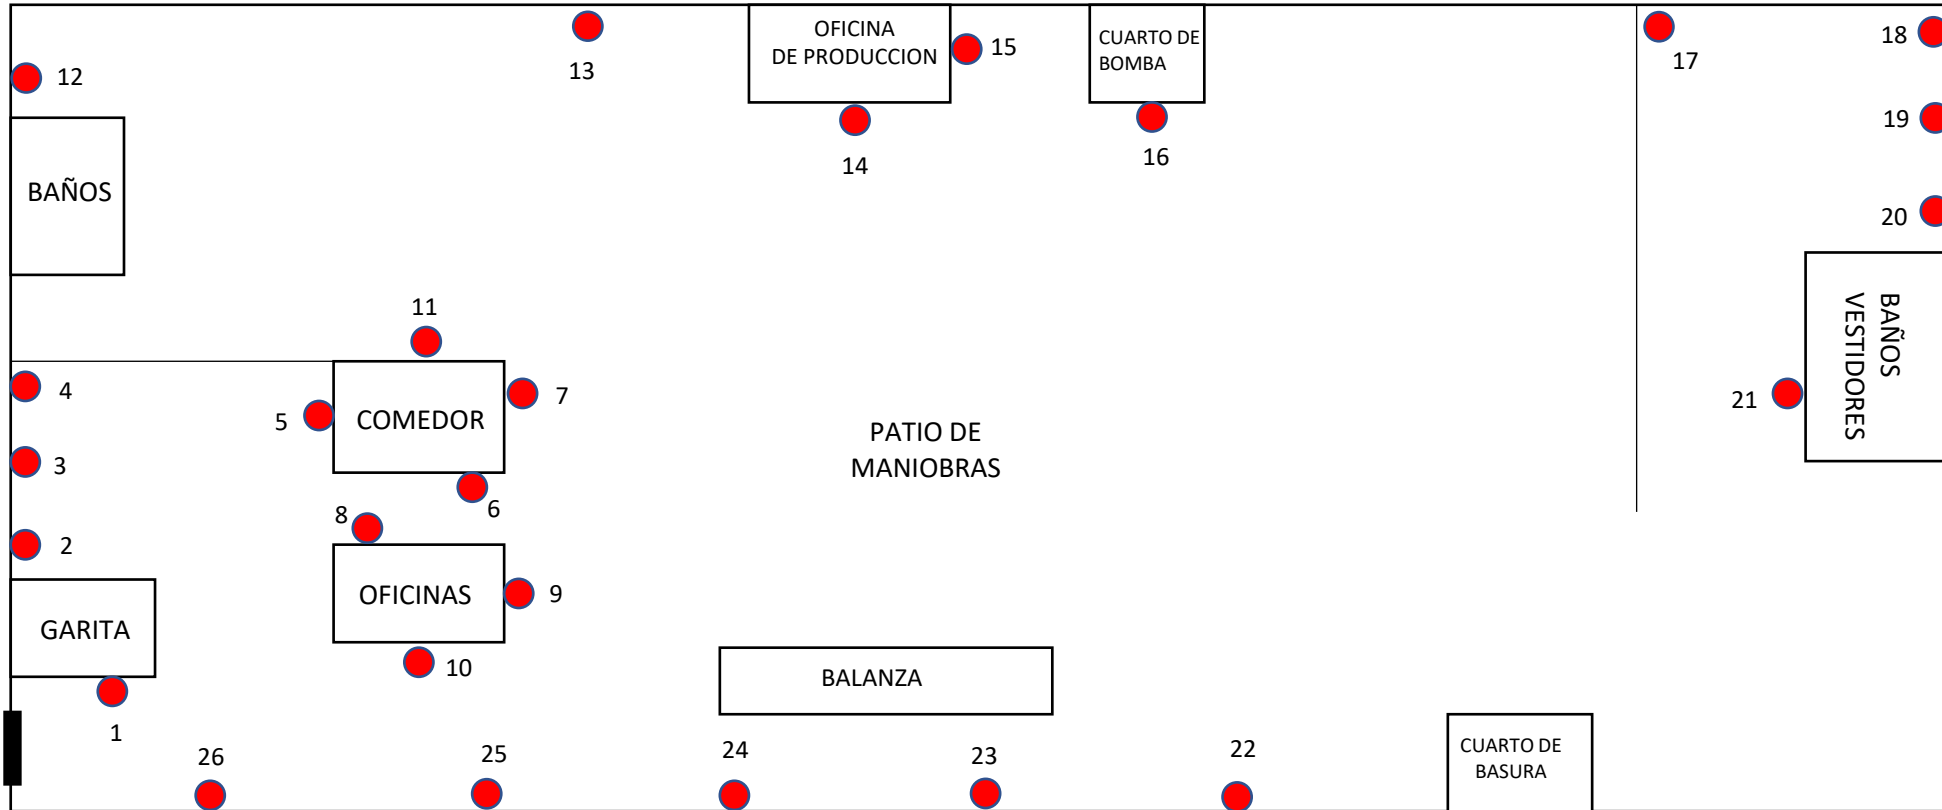 OFICINA
DE PRODUCCION
CUARTO DE
BOMBA
15
18
12
13
17
19
14
16
BAÑOS
20
BAÑOS
VESTIDORES
11
4
7
5
COMEDOR
21
PATIO DE
MANIOBRAS
3
6
8
2
OFICINAS
9
GARITA
10
BALANZA
1
26
25
24
23
22
CUARTO DE
BASURA